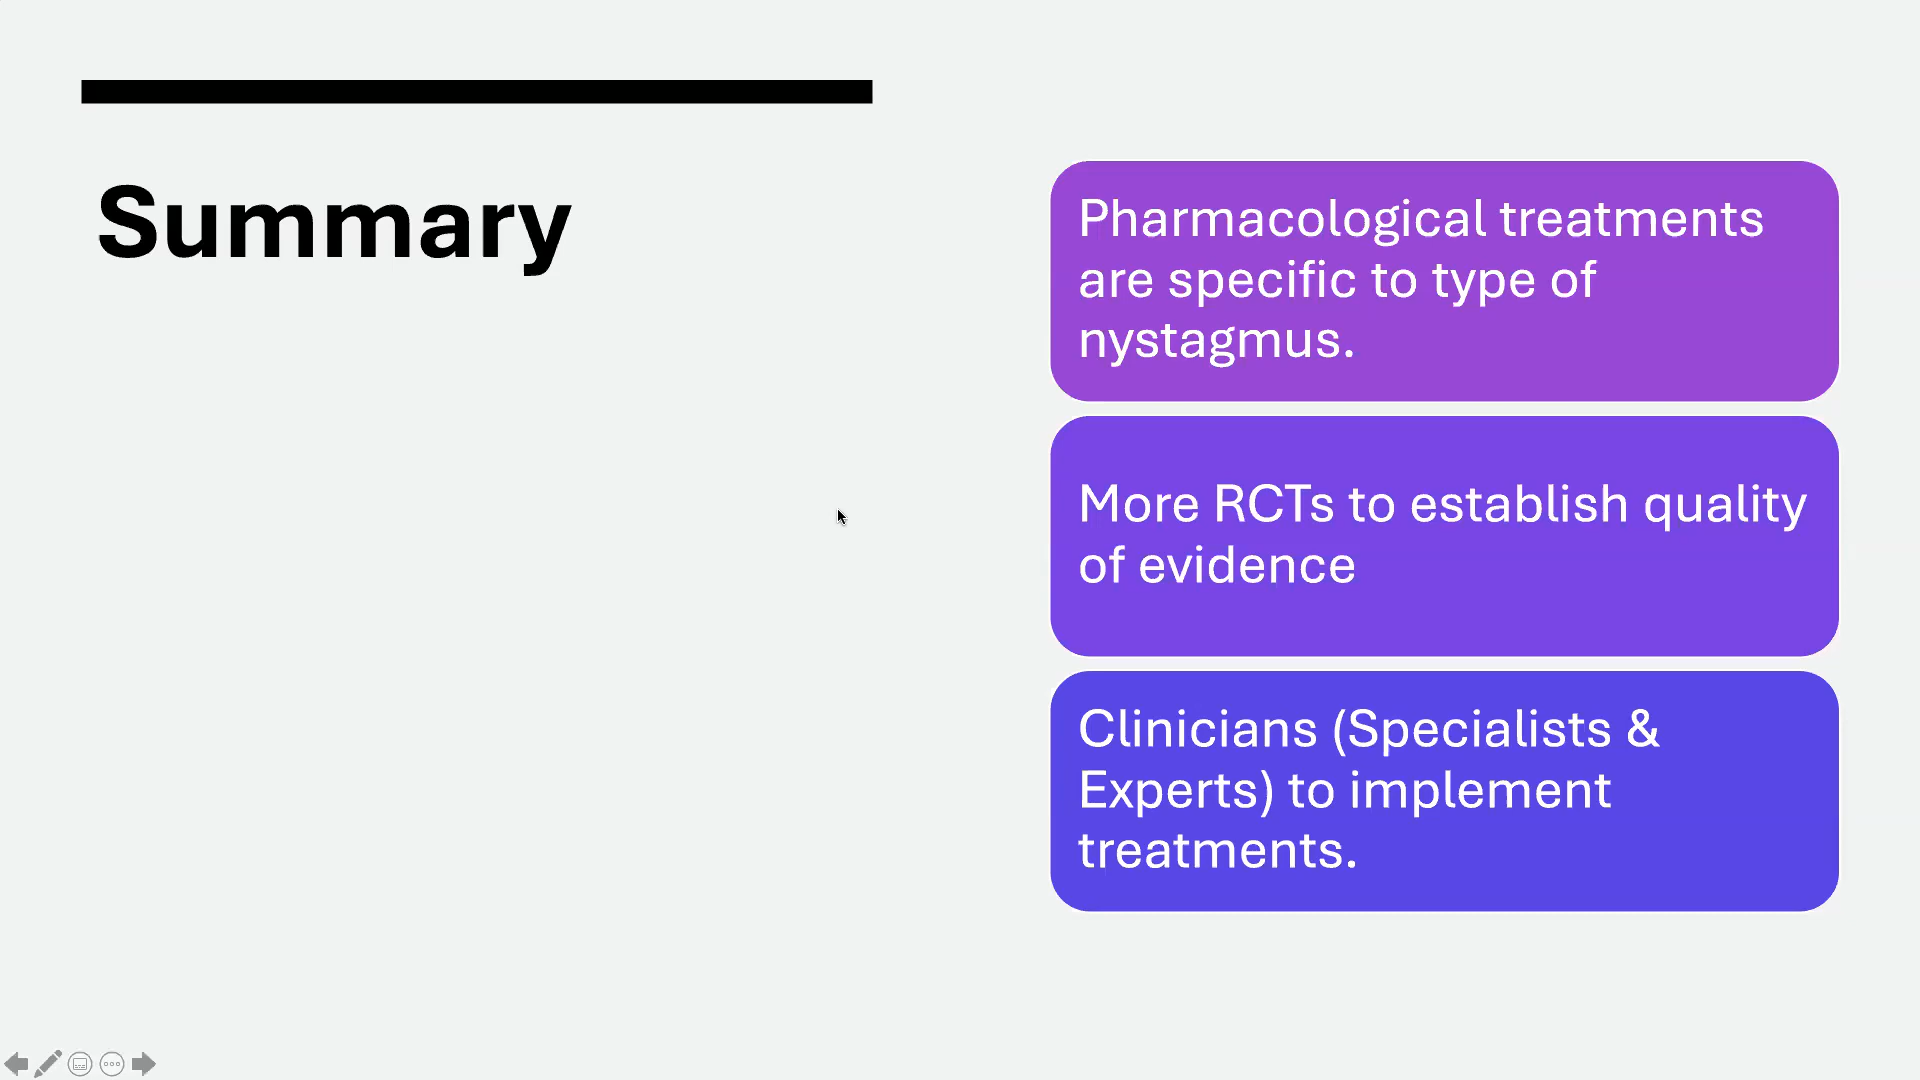 Summary
Pharmacological treatments
are specific to type of
nystagmus.
More RCTs to establish quality
of evidence
Clinicians (Specialists &
Experts) to implement
treatments.